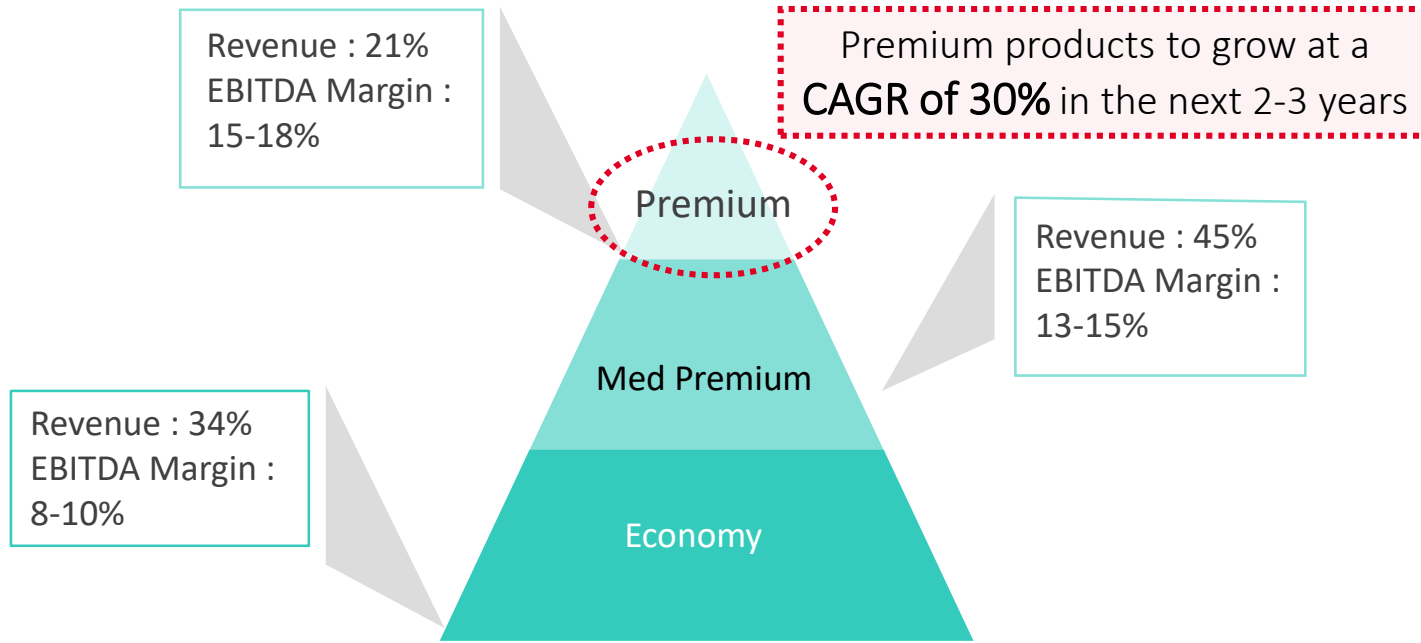 Revenue : 21%
EBITDA Margin :
15-18%
Premium products to grow at a
CAGR of 30% in the next 2-3 years
Premium
Revenue : 45%
EBITDA Margin :
13-15%
Med Premium
Revenue : 34%
EBITDA Margin :
8-10%
Economy